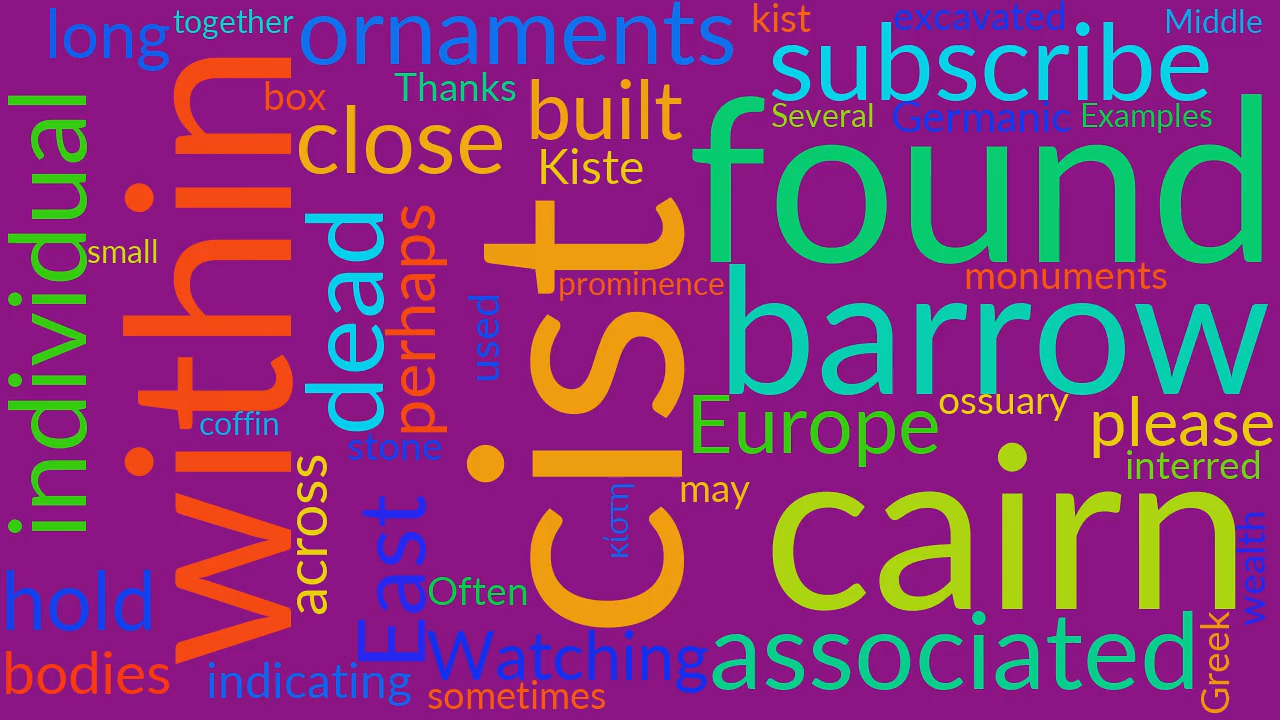 long
together
ornaments
kist
excavated
Middle
subscribe
within
box
Thanks
built
close
Several
Germanic
Examples
individual
found
Kiste
small
dead
perhaps
cist
prominence
monuments
used
barrow
coffin
stone
Europe
ossuary
please
interred
across
East
κίστη
may
cairn
wealth
hold
Often
associated
Watching
bodies
indicating
sometimes
Greek